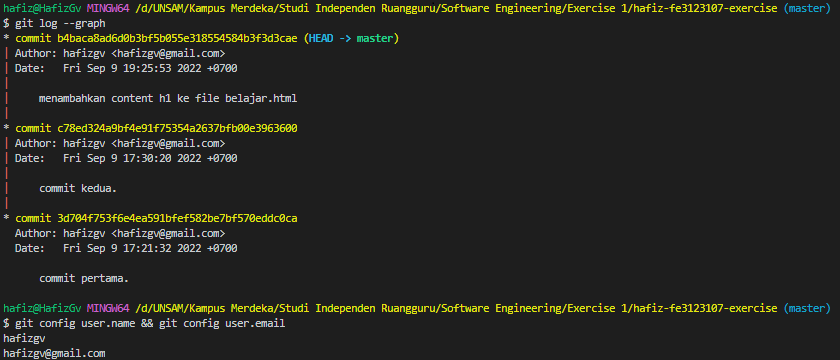 hafiz@HafizGv MINGW64 /d/UNSAM/Kampus Merdeka/Studi Independen Ruangguru/Software Engineering/Exercise 1/hafiz-fe3123107-exercise (master)
$ git log --graph
* commit b4baca8ad6d0b3bf5b055e318554584b3f3d3cae (HEAD -> master)
| Author: hafizgv <hafizgv@gmail.com>
| Date:   Fri Sep 9 19:25:53 2022 +0700
|
|     menambahkan content h1 ke file belajar.html
|
* commit c78ed324a9bf4e91f75354a2637bfb00e3963600
| Author: hafizgv <hafizgv@gmail.com>
| Date:   Fri Sep 9 17:30:20 2022 +0700
|
|     commit kedua.
|
* commit 3d704f753f6e4ea591bfef582be7bf570eddc0ca
  Author: hafizgv <hafizgv@gmail.com>
  Date:   Fri Sep 9 17:21:32 2022 +0700

      commit pertama.

hafiz@HafizGv MINGW64 /d/UNSAM/Kampus Merdeka/Studi Independen Ruangguru/Software Engineering/Exercise 1/hafiz-fe3123107-exercise (master)
$ git config user.name && git config user.email
hafizgv
hafizgv@gmail.com